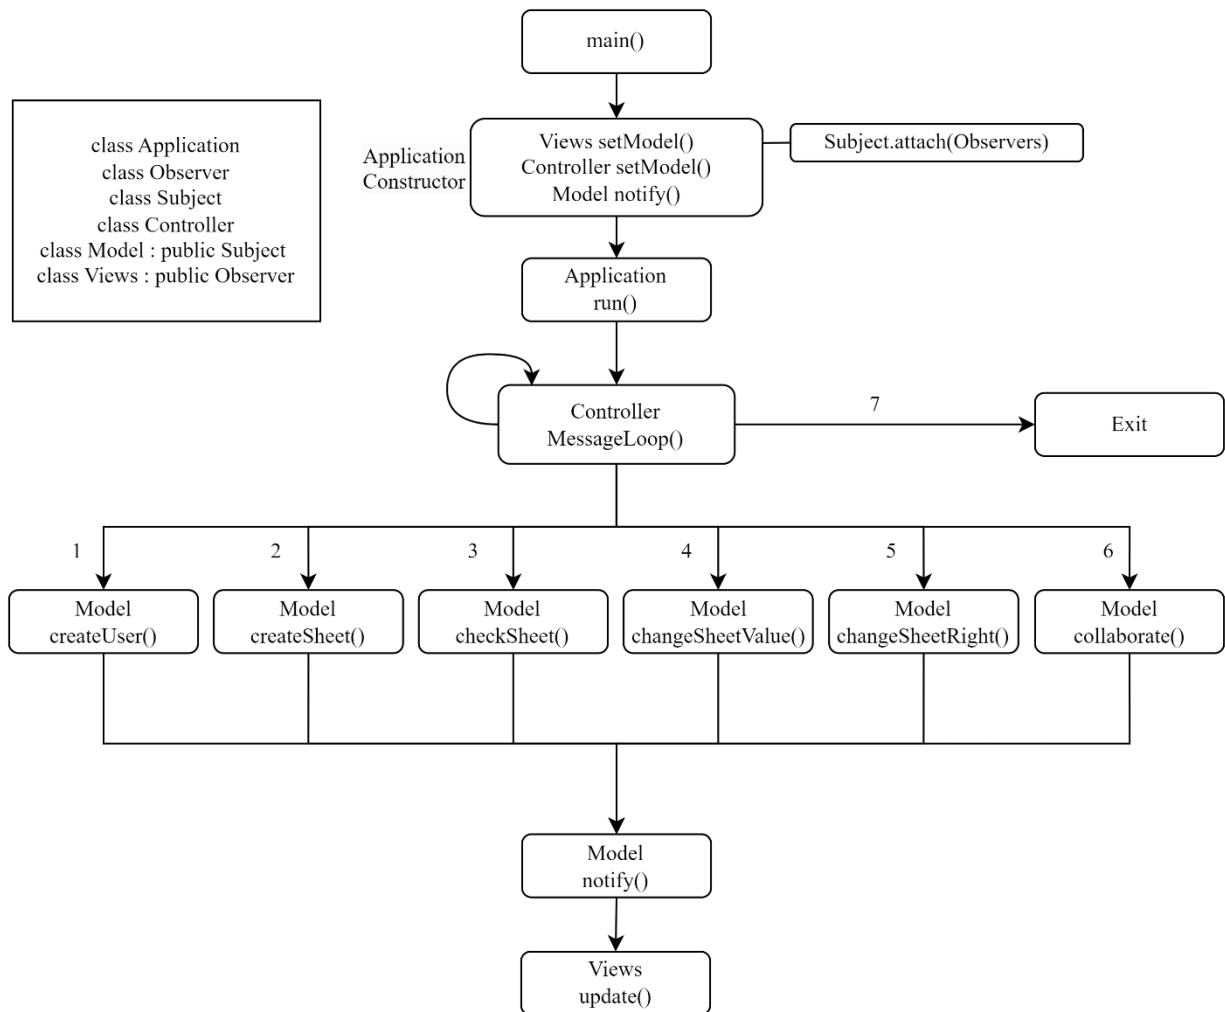 main()
class Application
class Observer
class Subject
class Controller
class Model : public Subject
class Views : public Observer
Application
Constructor
Views setModel()
Controller setModel()
Model notify()
Subject.attach(Observers)
Application
run()
Controller
MessageLoop()
7
Exit
1
2
3
4
5
6
Model
createUser()
Model
createSheet()
Model
checkSheet()
Model
changeSheetValue()
Model
changeSheetRight()
Model
collaborate()
Model
notify()
Views
update()